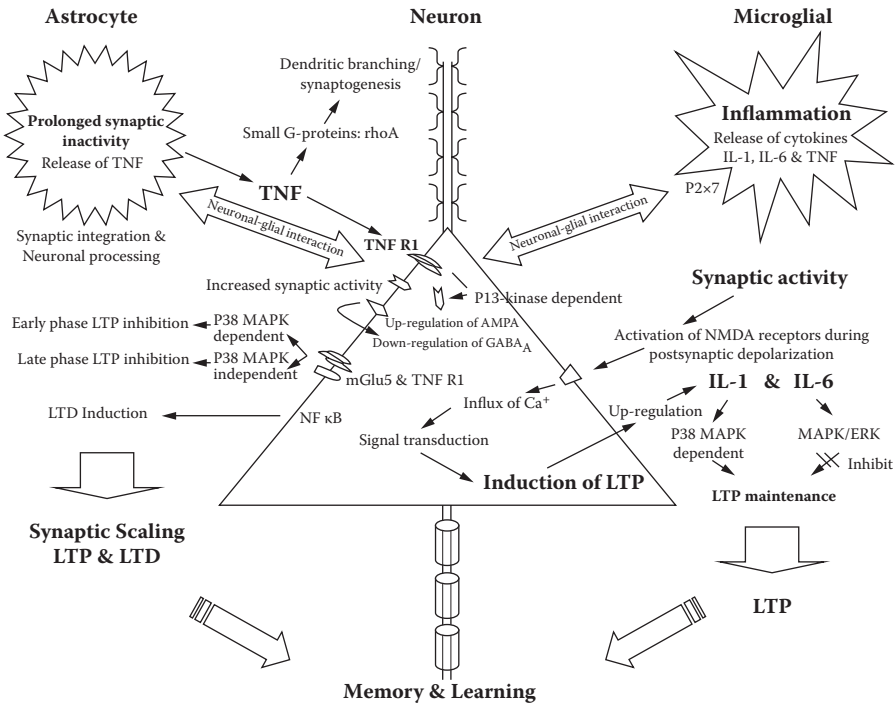 Astrocyte
Neuron
Microglial
Dendritic branching/
synaptogenesis
Small G-proteins: rhoA
Prolonged synaptic
inactivity
Release of TNF
TNF
Neuronal-glial interaction
Synaptic integration &
Neuronal processing
TNF R1
Inflammation
Release of cytokines
IL-1, IL-6 & TNF
P2×7
Neuronal-glial interaction
Increased synaptic activity
P13-kinase dependent
Up-regulation of AMPA
Down-regulation of GABAA
Early phase LTP inhibition
P38 MAPK
dependent
Late phase LTP inhibition
P38 MAPK
independent
mGlu5 & TNF R1
LTD Induction
NF κB
Synaptic activity
Activation of NMDA receptors during
postsynaptic depolarization
IL-1 & IL-6
Influx of Ca+
Up-regulation
Signal transduction
P38 MAPK
dependent
MAPK/ERK
Inhibit
Induction of LTP
LTP maintenance
Synaptic Scaling
LTP & LTD
LTP
Memory & Learning